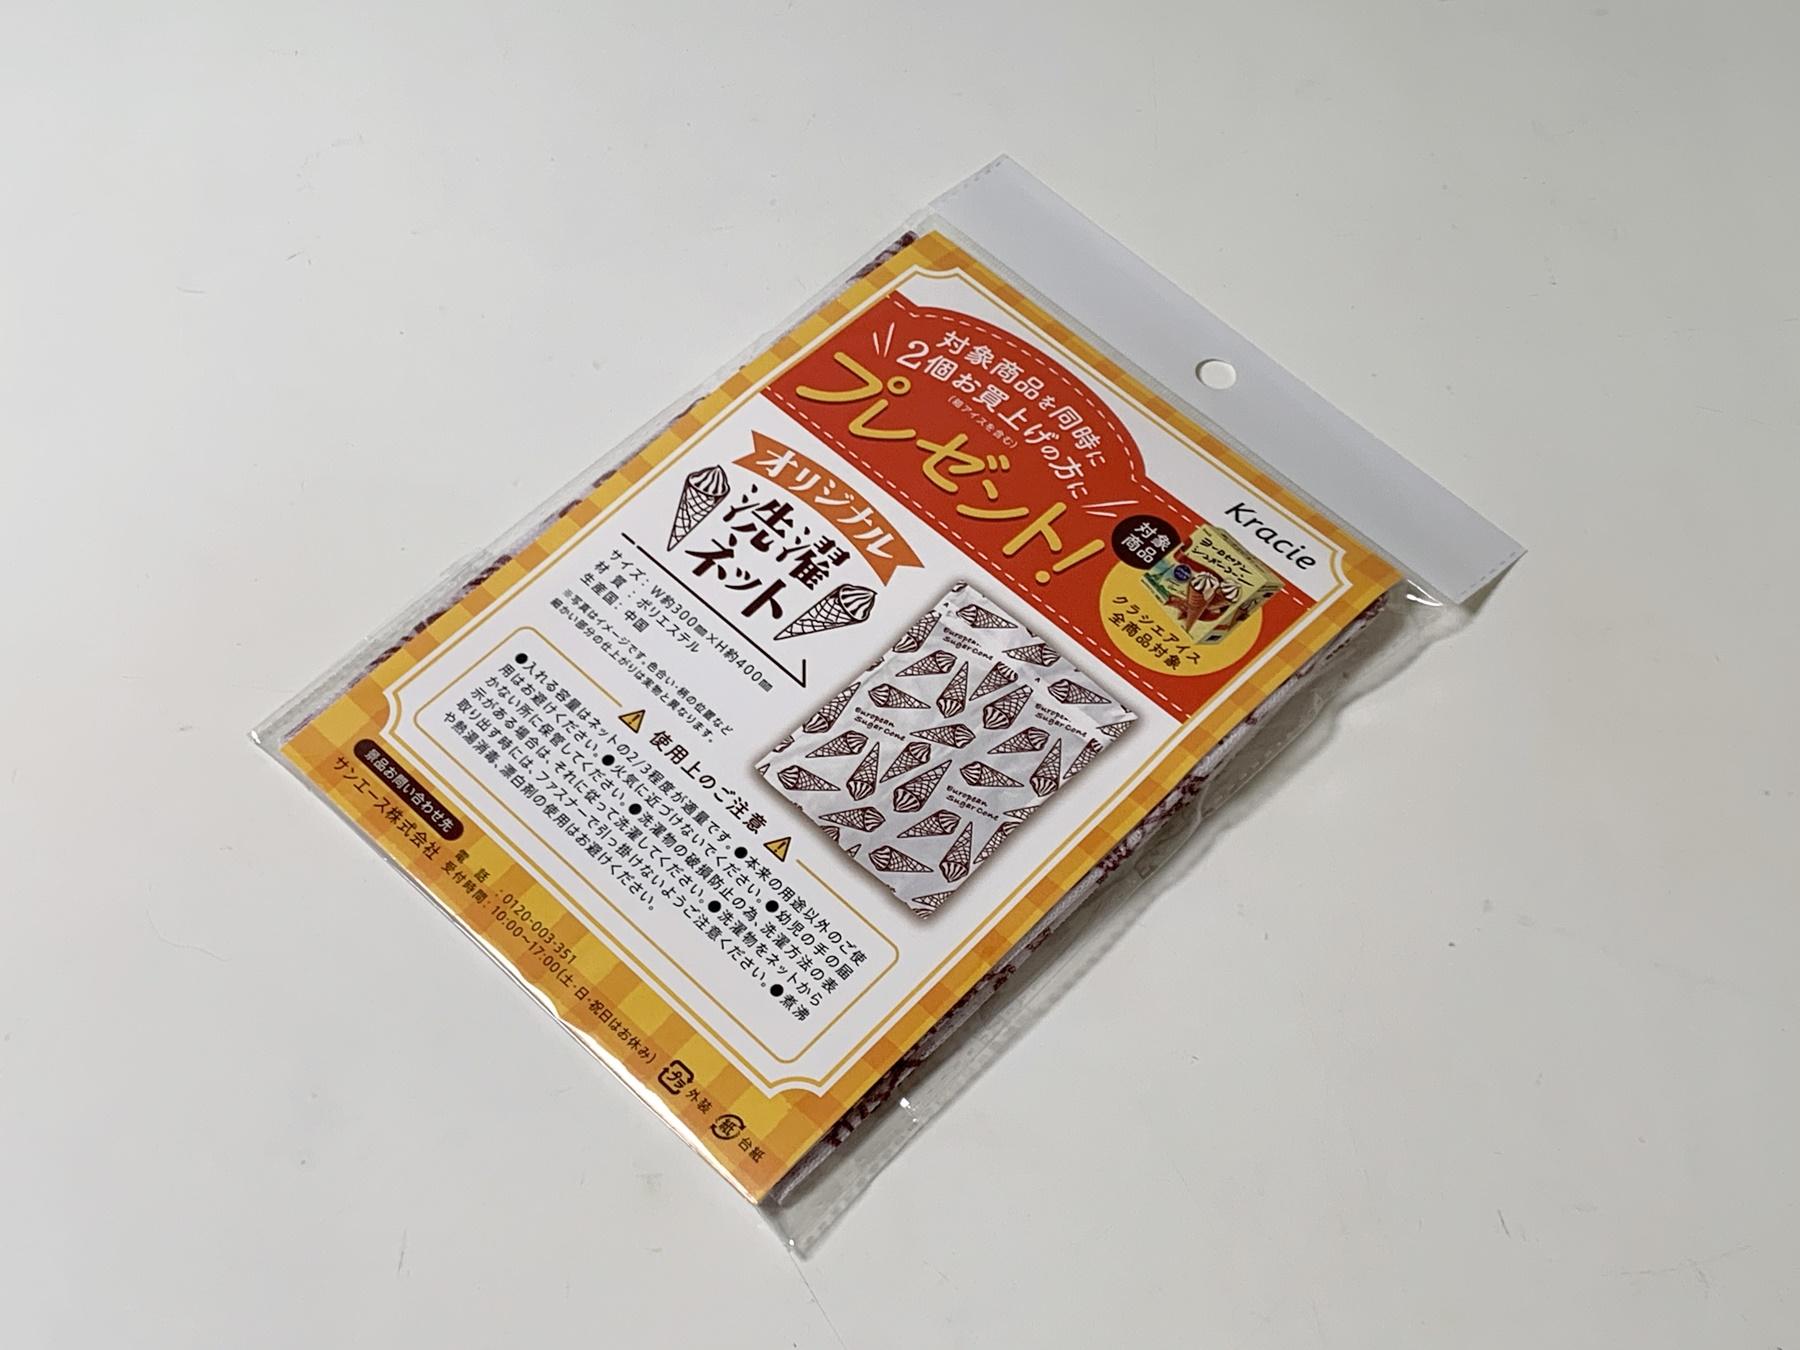 Kracie
対象商品を同時に
2個お買上げの方に
(箱アイスを含む)
プレゼント!
対象
商品
ヨーロピアン
シュガーコーン
クラシエアイス
全商品対象
オリジナル
洗濯
ネット
サイズ:W約300㎜×H約400㎜
材 質:ポリエステル
生産国:中国
※写真はイメージです。色合い・柄の位置など
細かい部分の仕上がりは実物と異なります。
European
Sugar Cone
European
Sugar Cone
European
Sugar Cone
European
Sugar Cone
使用上のご注意
●入れる容量はネットの2/3程度が適量です。●本来の用途以外のご使
用はお避けください。●火気に近づけないでください。●幼児の手の届
かない所に保管してください。●洗濯物の破損防止の為、洗濯方法の表
示がある場合は、それに従って洗濯してください。●洗濯物をネットから
取り出す時には、ファスナーで引っ掛けないようご注意ください。●煮沸
や熱湯消毒、漂白剤の使用はお避けください。
景品お問い合わせ先
サンエース株式会社
電 話:0120-003-351
受付時間:10:00~17:00(土・日・祝日はお休み)
プラ 外装
紙 台紙